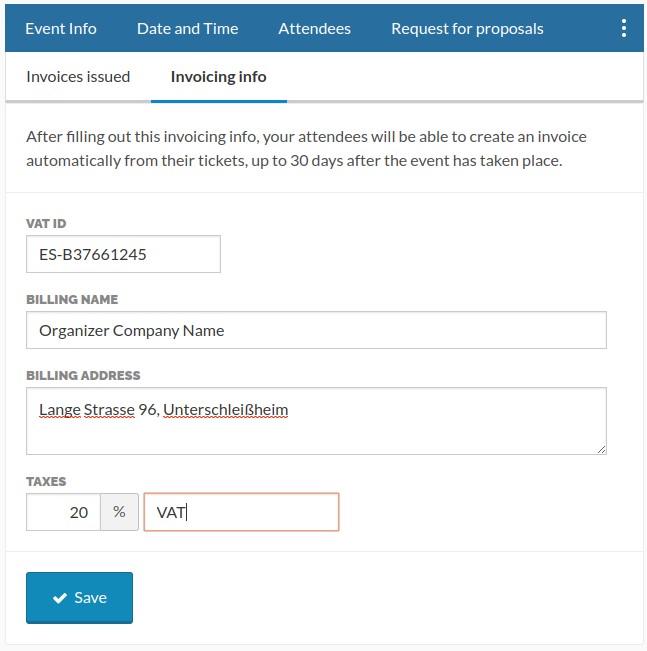 Event Info Date and Time Attendees Request for proposals
Invoices issued Invoicing info
After filling out this invoicing info, your attendees will be able to create an invoice
automatically from their tickets, up to 30 days after the event has taken place.
VAT ID
ES-B37661245
BILLING NAME
Organizer Company Name
BILLING ADDRESS
Lange Strasse 96, Unterschleißheim
TAXES
20 % VAT
Save